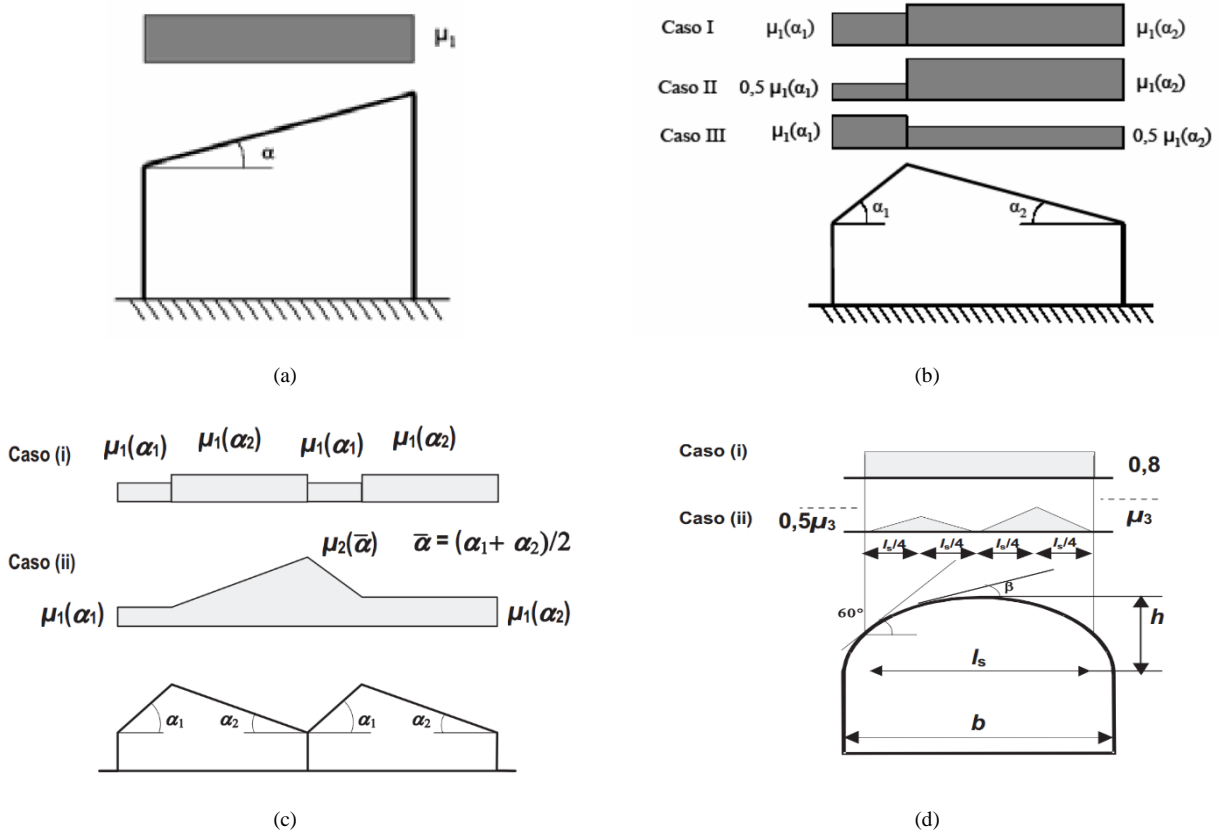 μ₁
α
(a)
Caso I μ₁(α₁) μ₁(α₂)
Caso II 0,5 μ₁(α₁) μ₁(α₂)
Caso III μ₁(α₁) 0,5 μ₁(α₂)
α₁ α₂
(b)
μ₁(α₁) μ₁(α₂) μ₁(α₁) μ₁(α₂)
Caso (i)
μ₂(ᾱ) ᾱ = (α₁+ α₂)/2
Caso (ii)
μ₁(α₁) μ₁(α₂)
α₁ α₂ α₁ α₂
(c)
Caso (i) 0,8
Caso (ii) 0,5μ₃ μ₃
lₛ/4 lₛ/4 lₛ/4 lₛ/4
β
60°
h
lₛ
b
(d)